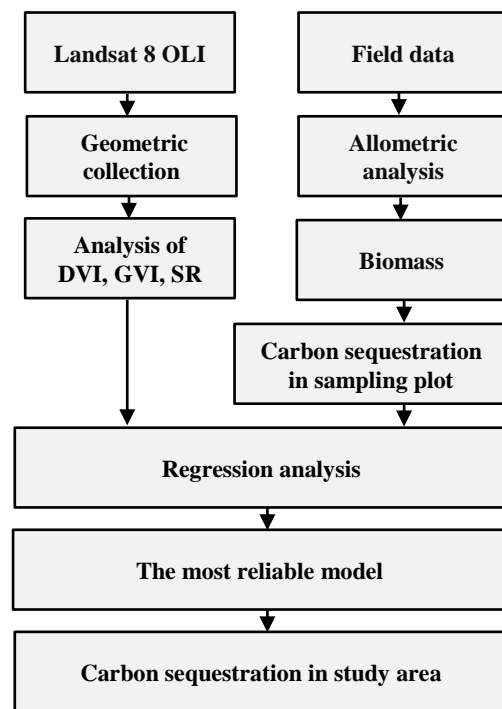 Landsat 8 OLI
Field data
Geometric
collection
Allometric
analysis
Analysis of
DVI, GVI, SR
Biomass
Carbon sequestration
in sampling plot
Regression analysis
The most reliable model
Carbon sequestration in study area